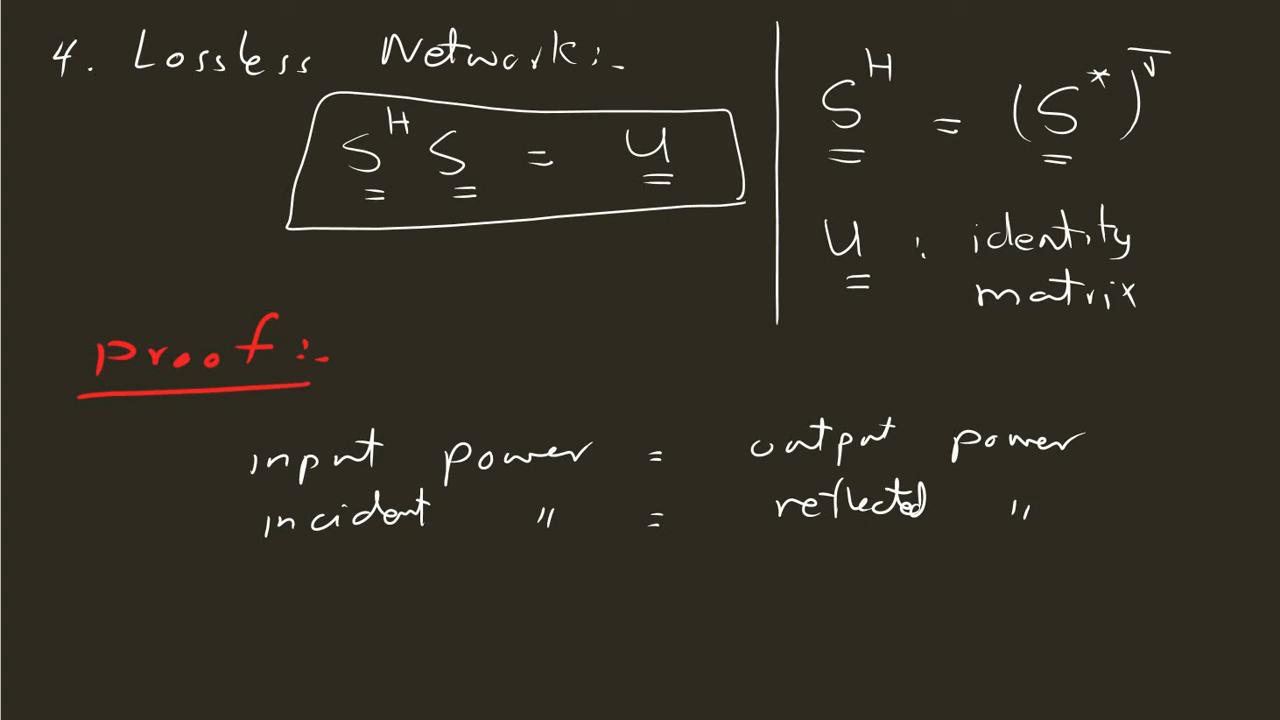 4. Lossless Network:-
S^H S = U
S^H = (S^*)^T
U : identity
matrix
Proof:-
input power = output power
incident " = reflected "